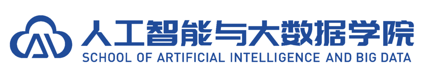 人工智能与大数据学院
SCHOOL OF ARTIFICIAL INTELLIGENCE AND BIG DATA